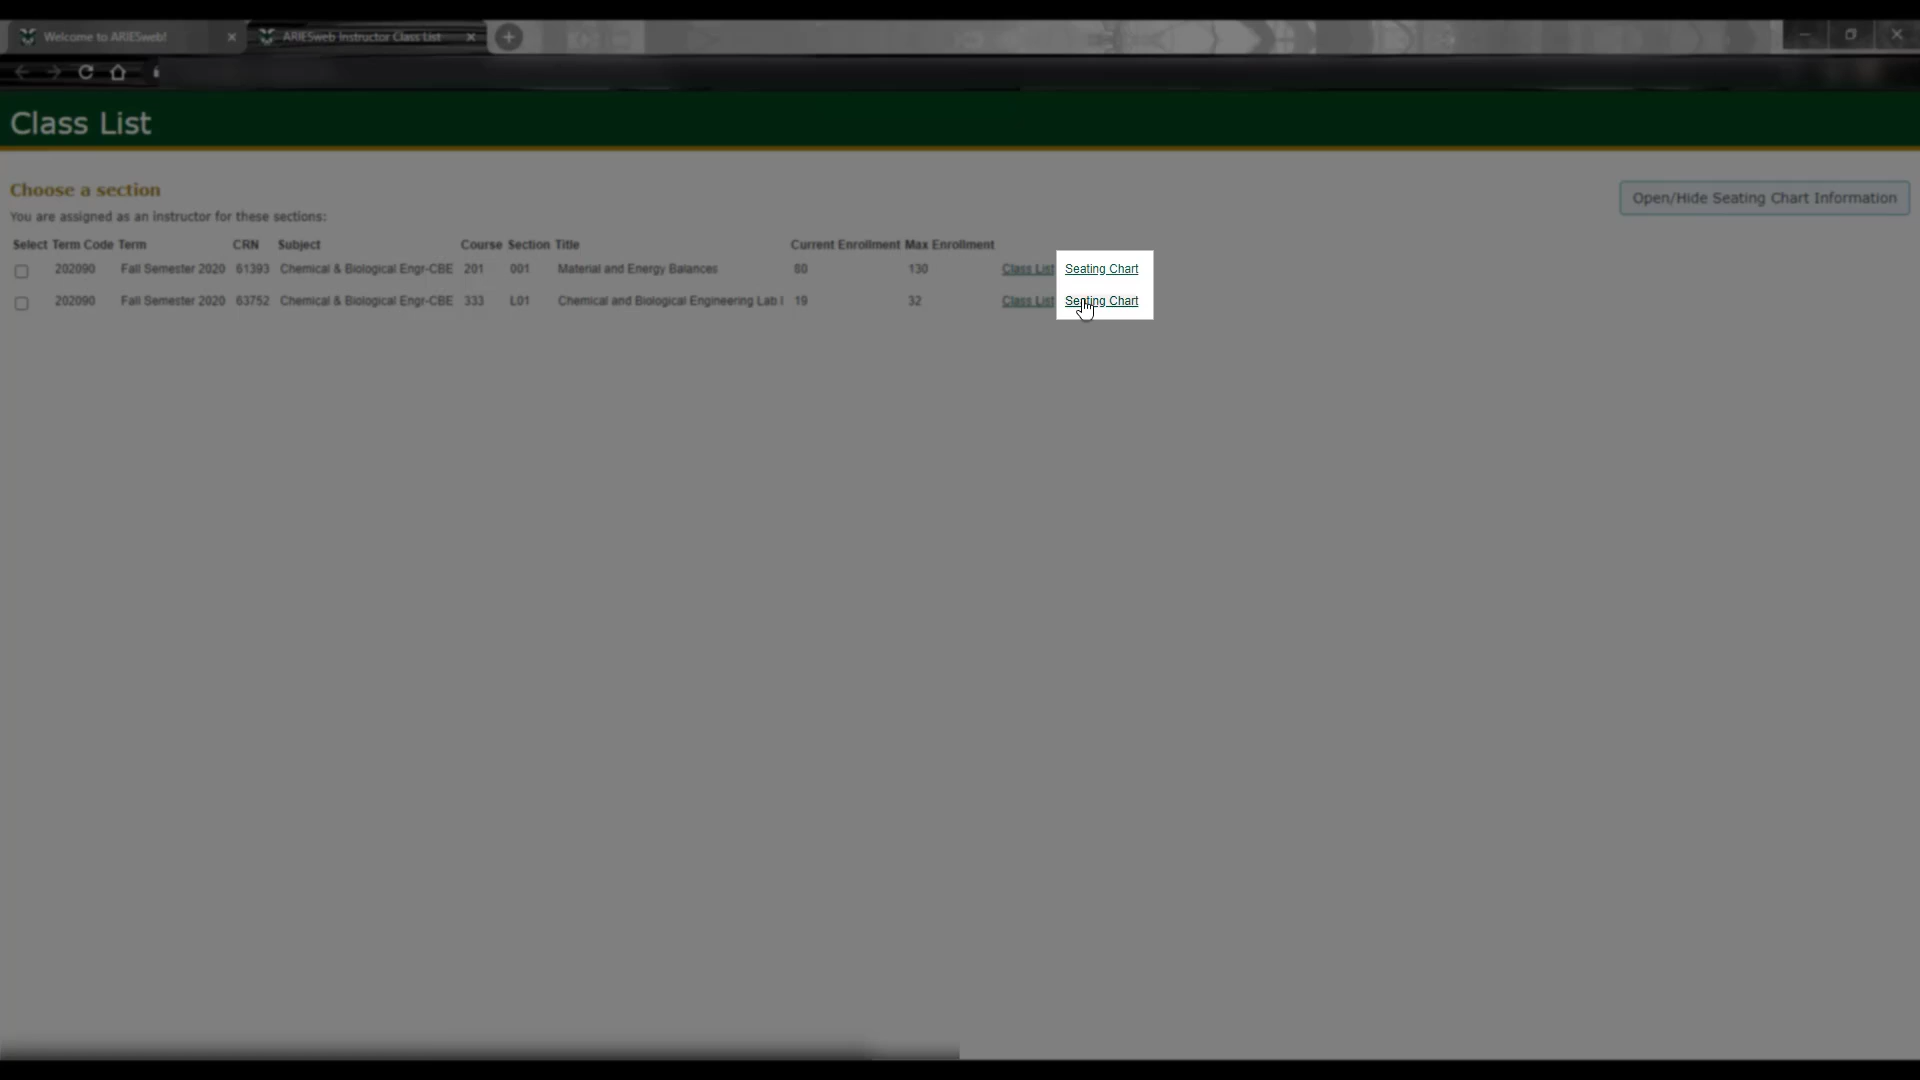 Welcome to ARIESweb!
ARIESweb Instructor Class List
Class List
Choose a section
Open/Hide Seating Chart Information
You are assigned as an instructor for these sections:
Select Term Code Term CRN Subject Course Section Title Current Enrollment Max Enrollment
202090 Fall Semester 2020 61393 Chemical & Biological Engr-CBE 201 001 Material and Energy Balances 80 130 Class List Seating Chart
202090 Fall Semester 2020 63752 Chemical & Biological Engr-CBE 333 L01 Chemical and Biological Engineering Lab I 19 32 Class List Seating Chart